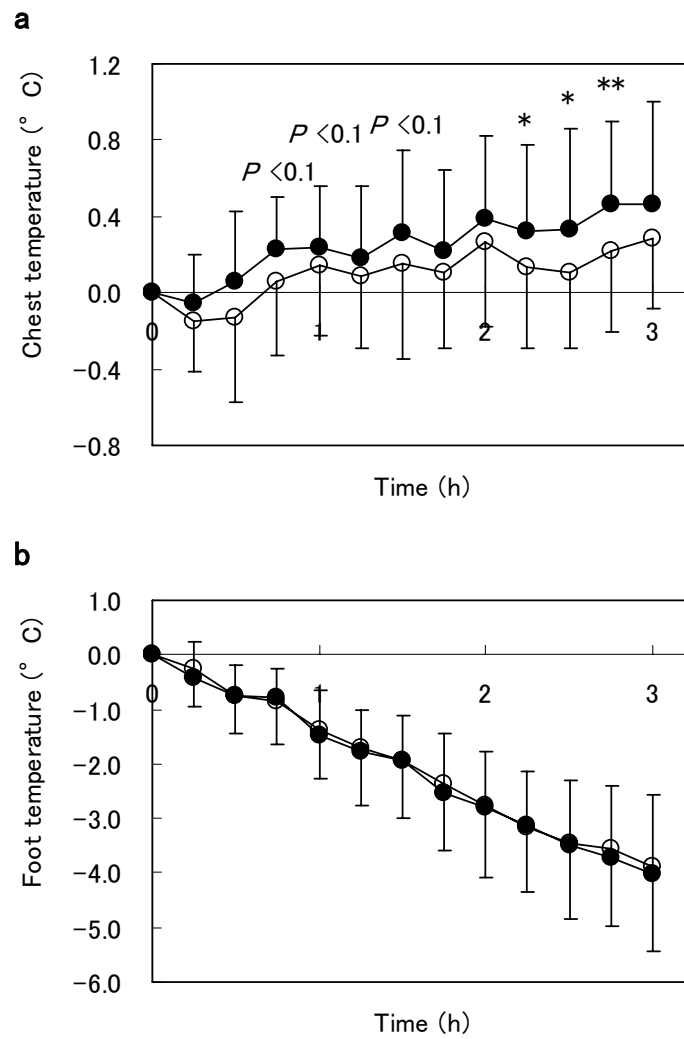 a
Chest temperature (° C)
1.2
0.8
0.4
0.0
−0.4
−0.8
P <0.1
P <0.1
P <0.1
*
*
**
0
1
2
3
Time (h)
b
Foot temperature (° C)
1.0
0.0
−1.0
−2.0
−3.0
−4.0
−5.0
−6.0
0
1
2
3
Time (h)